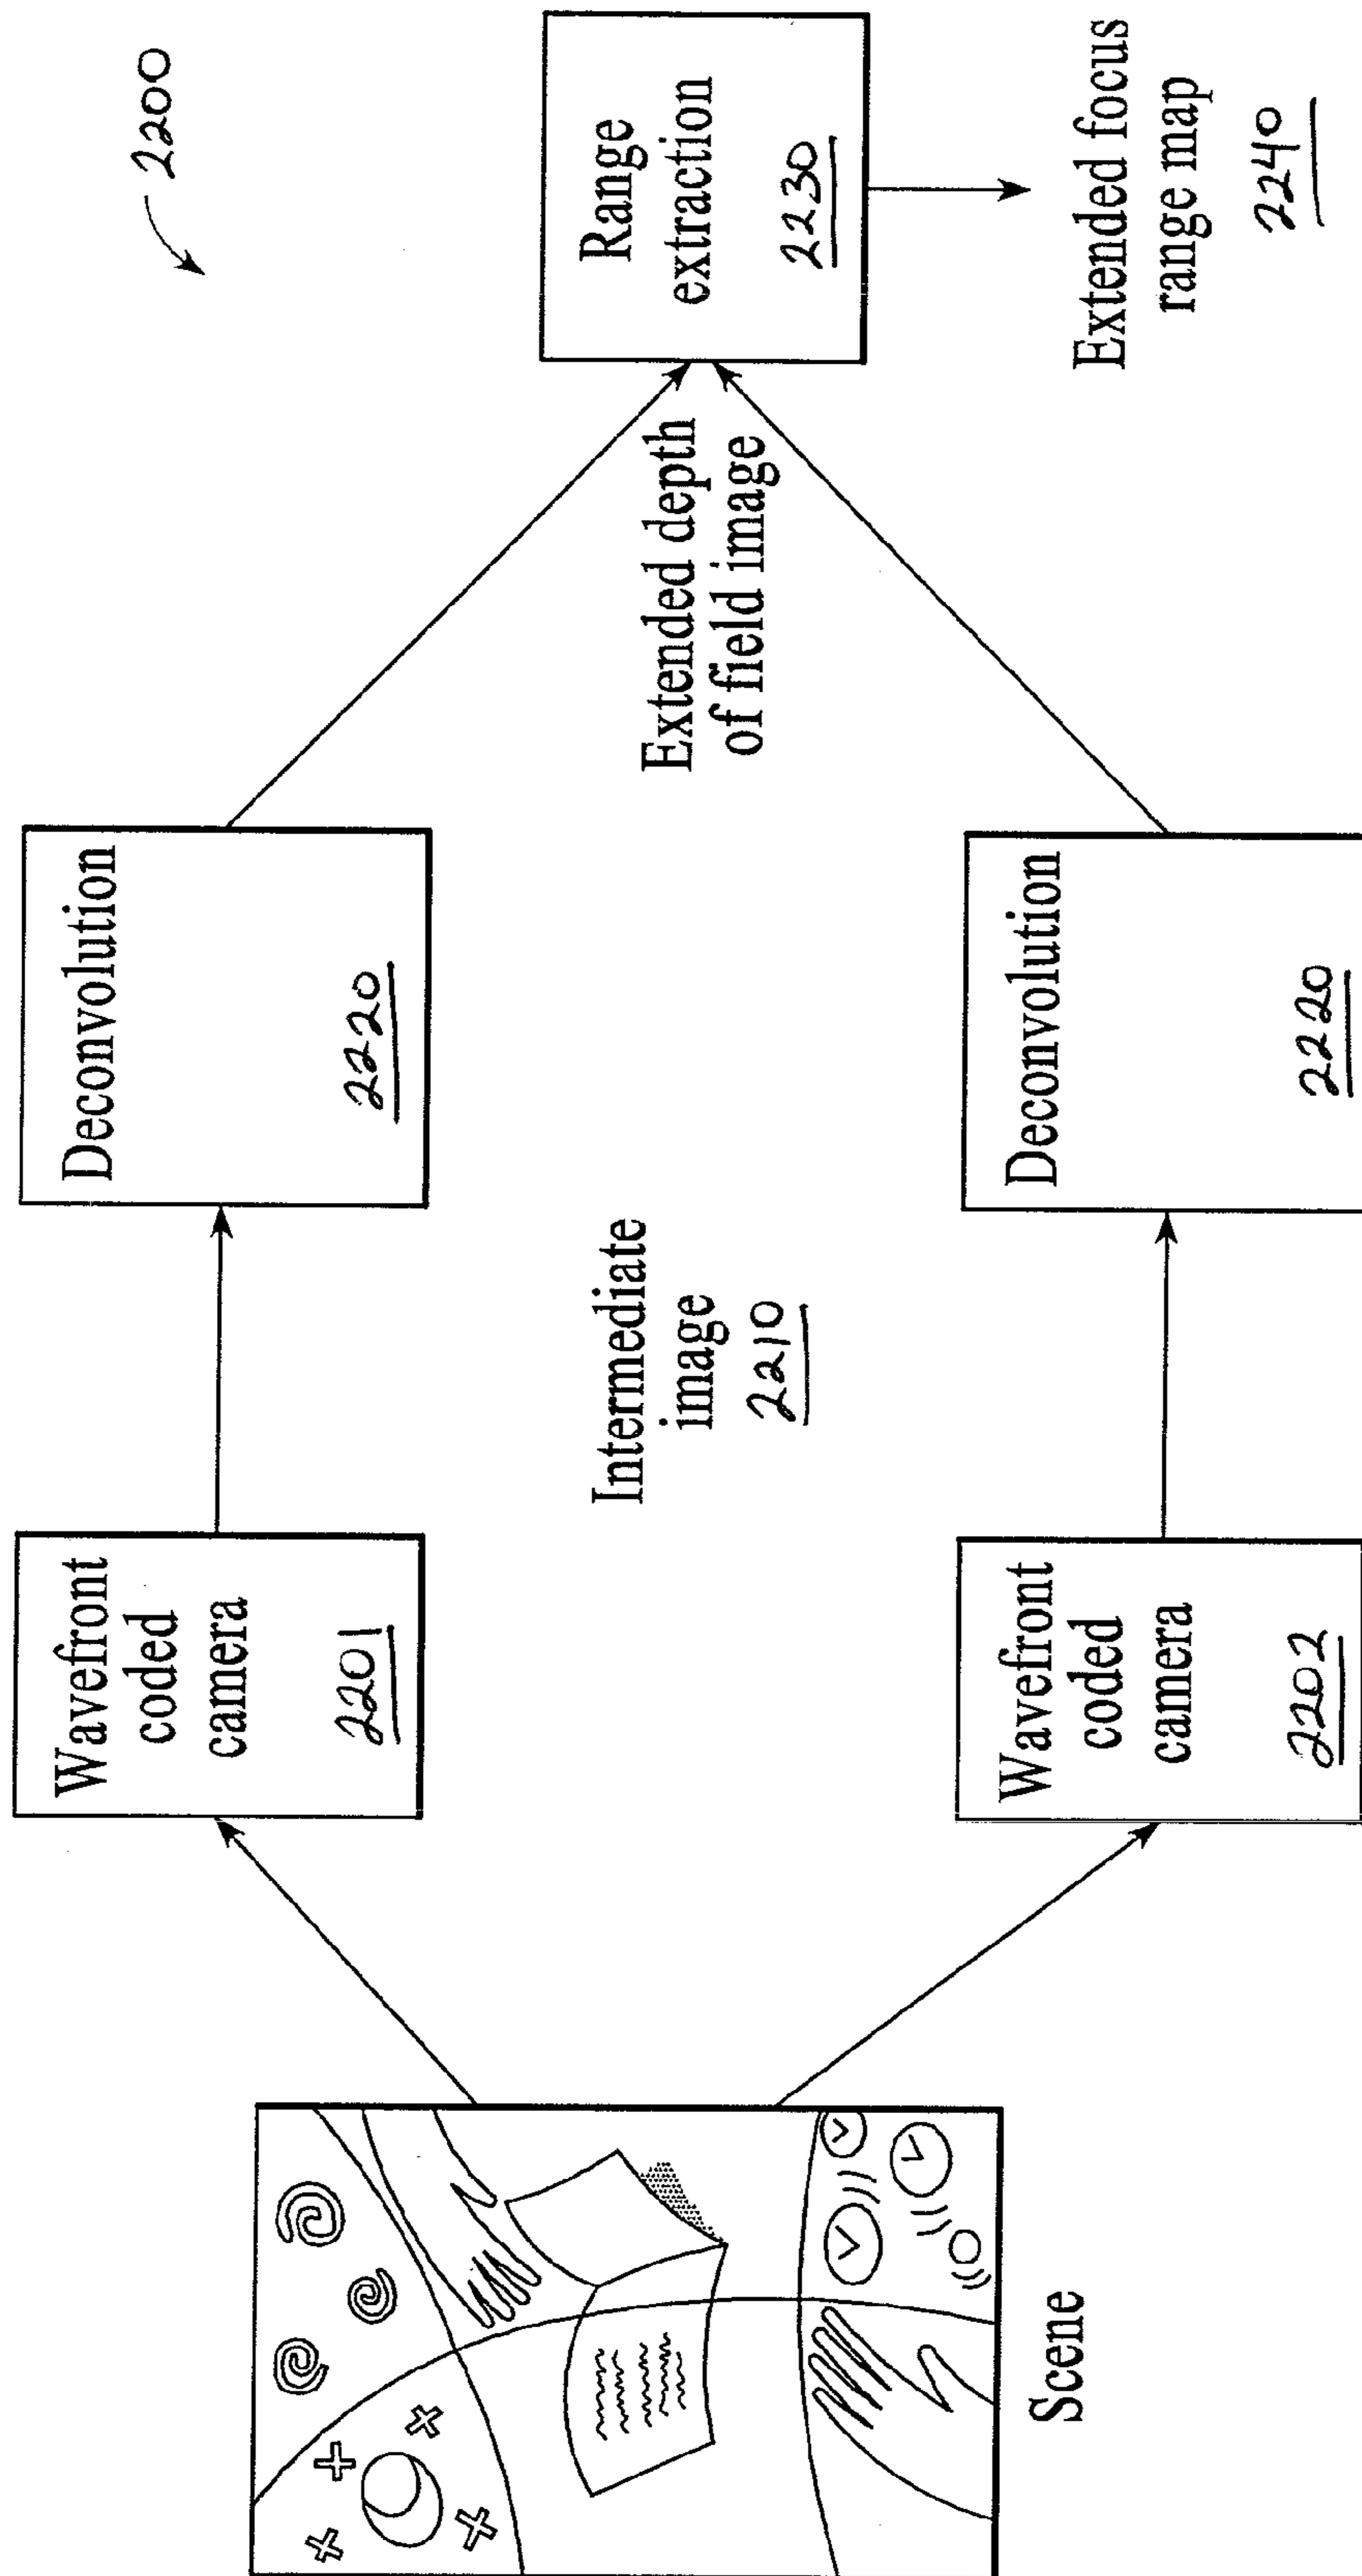 2200
Scene
Wavefront
coded
camera
2201
Wavefront
coded
camera
2202
Intermediate
image
2210
Deconvolution
2220
Deconvolution
2220
Extended depth
of field image
Range
extraction
2230
Extended focus
range map
2240